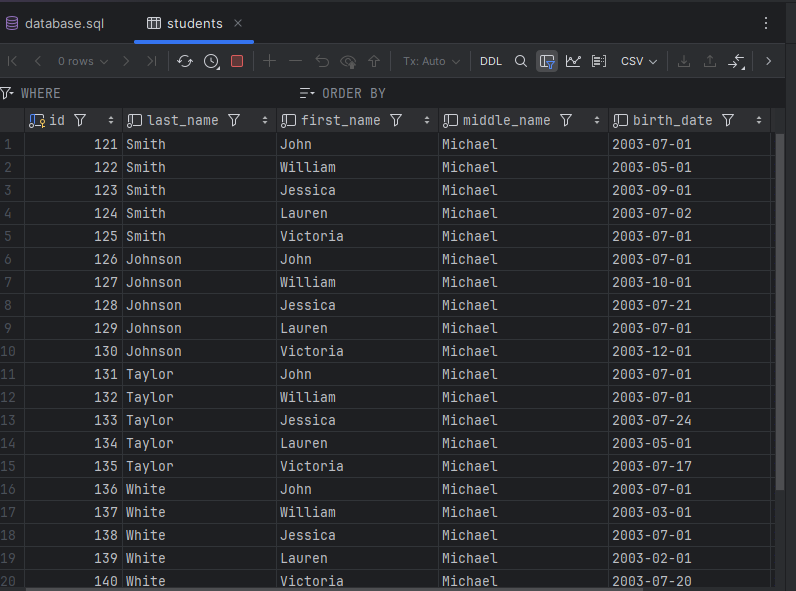 database.sql students
0 rows Tx: Auto DDL CSV
WHERE ORDER BY
id last_name first_name middle_name birth_date
1 121 Smith John Michael 2003-07-01
2 122 Smith William Michael 2003-05-01
3 123 Smith Jessica Michael 2003-09-01
4 124 Smith Lauren Michael 2003-07-02
5 125 Smith Victoria Michael 2003-07-01
6 126 Johnson John Michael 2003-07-01
7 127 Johnson William Michael 2003-10-01
8 128 Johnson Jessica Michael 2003-07-21
9 129 Johnson Lauren Michael 2003-07-01
10 130 Johnson Victoria Michael 2003-12-01
11 131 Taylor John Michael 2003-07-01
12 132 Taylor William Michael 2003-07-01
13 133 Taylor Jessica Michael 2003-07-24
14 134 Taylor Lauren Michael 2003-05-01
15 135 Taylor Victoria Michael 2003-07-17
16 136 White John Michael 2003-07-01
17 137 White William Michael 2003-03-01
18 138 White Jessica Michael 2003-07-01
19 139 White Lauren Michael 2003-02-01
20 140 White Victoria Michael 2003-07-20